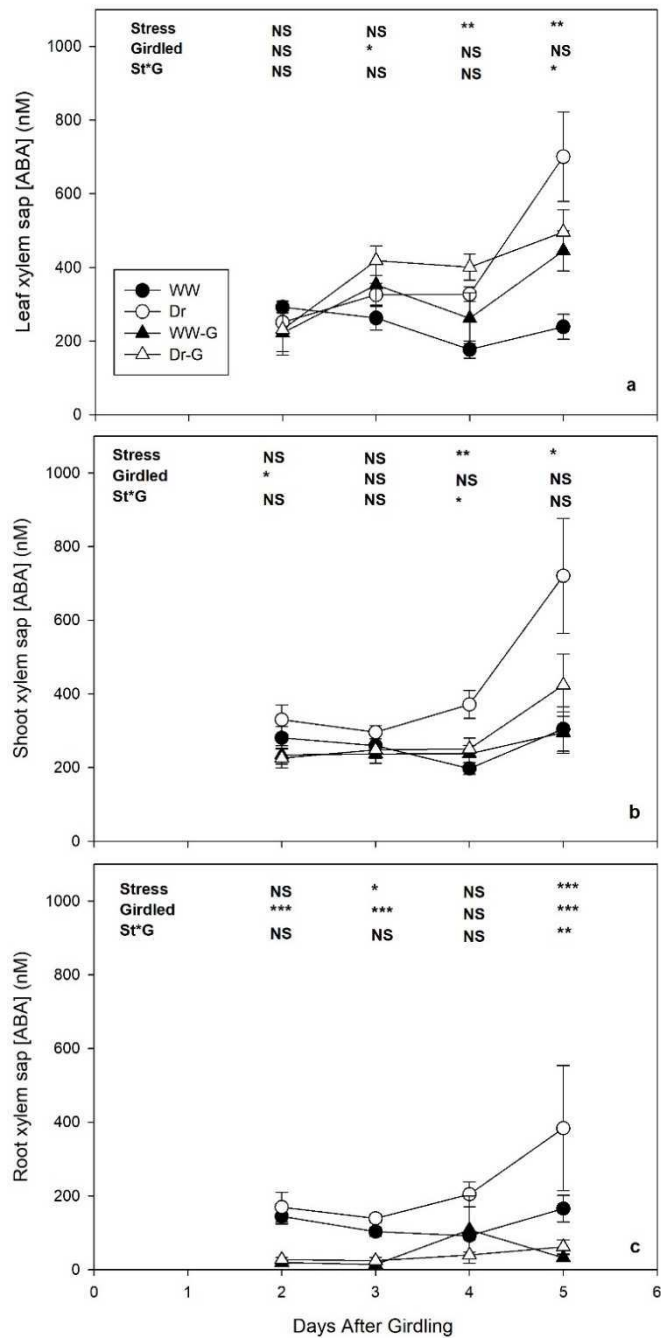 1000
Stress NS NS ** **
Girdled NS * NS NS
St*G NS NS NS *
800
600
400
WW
Dr
WW-G
Dr-G
200
0
Leaf xylem sap [ABA] (nM)
a
1000
Stress NS NS ** *
Girdled * NS NS NS
St*G NS NS * NS
800
600
400
200
0
Shoot xylem sap [ABA] (nM)
b
1000
Stress NS * NS ***
Girdled *** *** NS ***
St*G NS NS NS **
800
600
400
200
0
Root xylem sap [ABA] (nM)
c
0 1 2 3 4 5 6
Days After Girdling